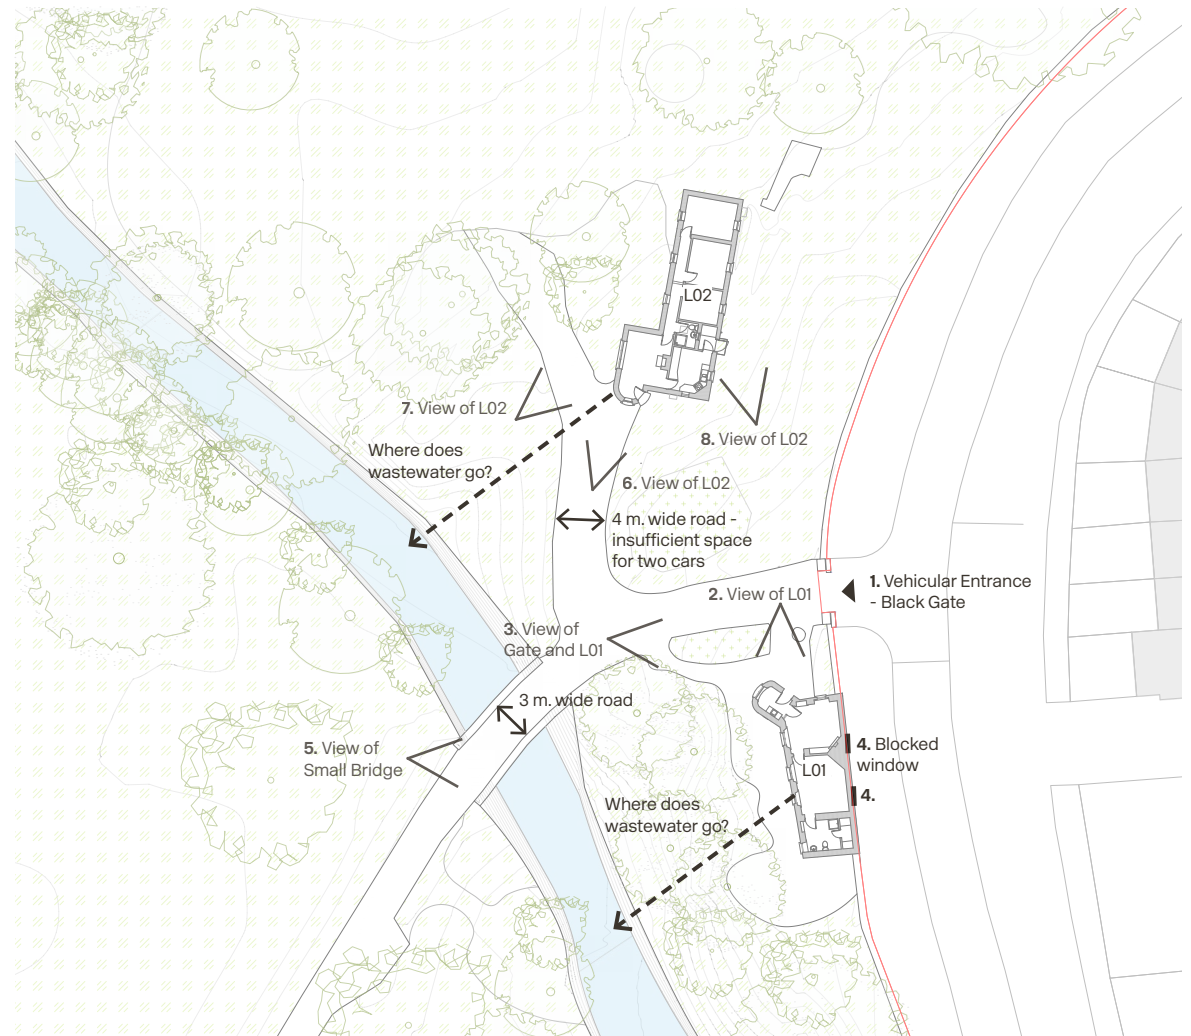 L02
7. View of L02
8. View of L02
Where does
wastewater go?
6. View of L02
4 m. wide road -
insufficient space
for two cars
1. Vehicular Entrance
- Black Gate
2. View of L01
3. View of
Gate and L01
3 m. wide road
5. View of
Small Bridge
4. Blocked
window
L01
4.
Where does
wastewater go?